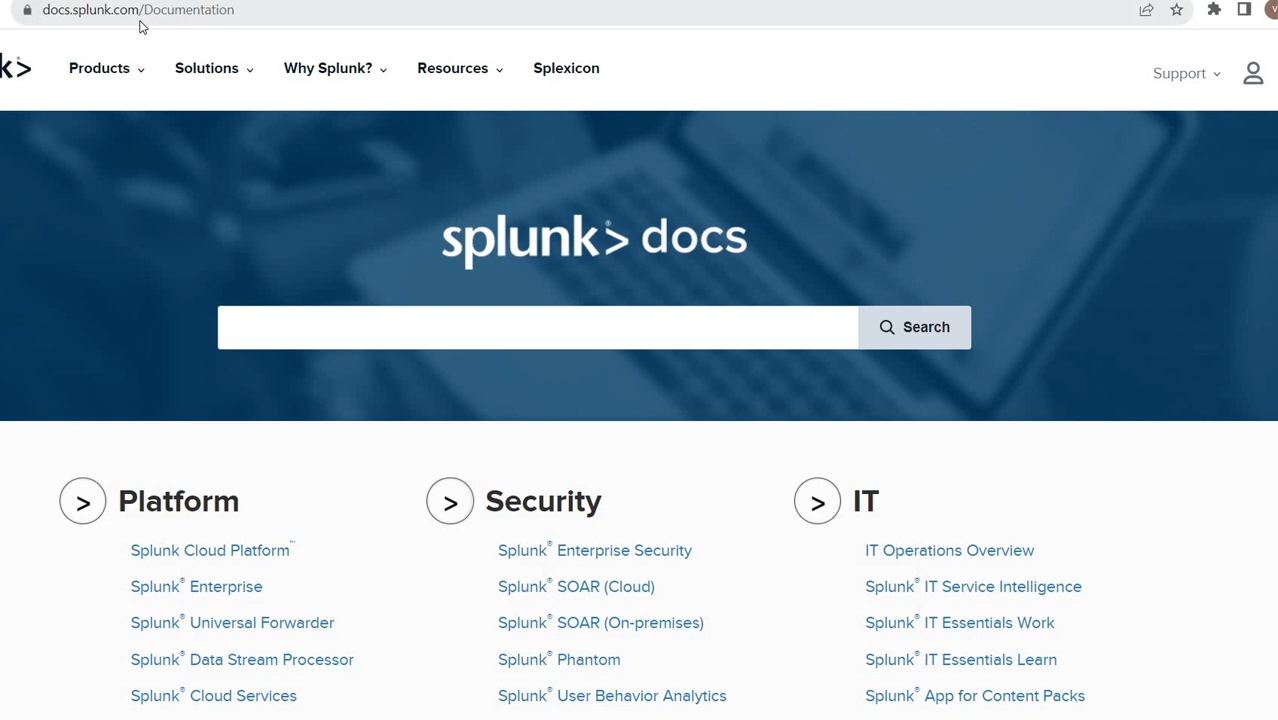 docs.splunk.com/Documentation
v
k>
Products
Solutions
Why Splunk?
Resources
Splexicon
Support
splunk®> docs
Search
> Platform
Splunk Cloud Platform™
Splunk® Enterprise
Splunk® Universal Forwarder
Splunk® Data Stream Processor
Splunk® Cloud Services
> Security
Splunk® Enterprise Security
Splunk® SOAR (Cloud)
Splunk® SOAR (On-premises)
Splunk® Phantom
Splunk® User Behavior Analytics
> IT
IT Operations Overview
Splunk® IT Service Intelligence
Splunk® IT Essentials Work
Splunk® IT Essentials Learn
Splunk® App for Content Packs